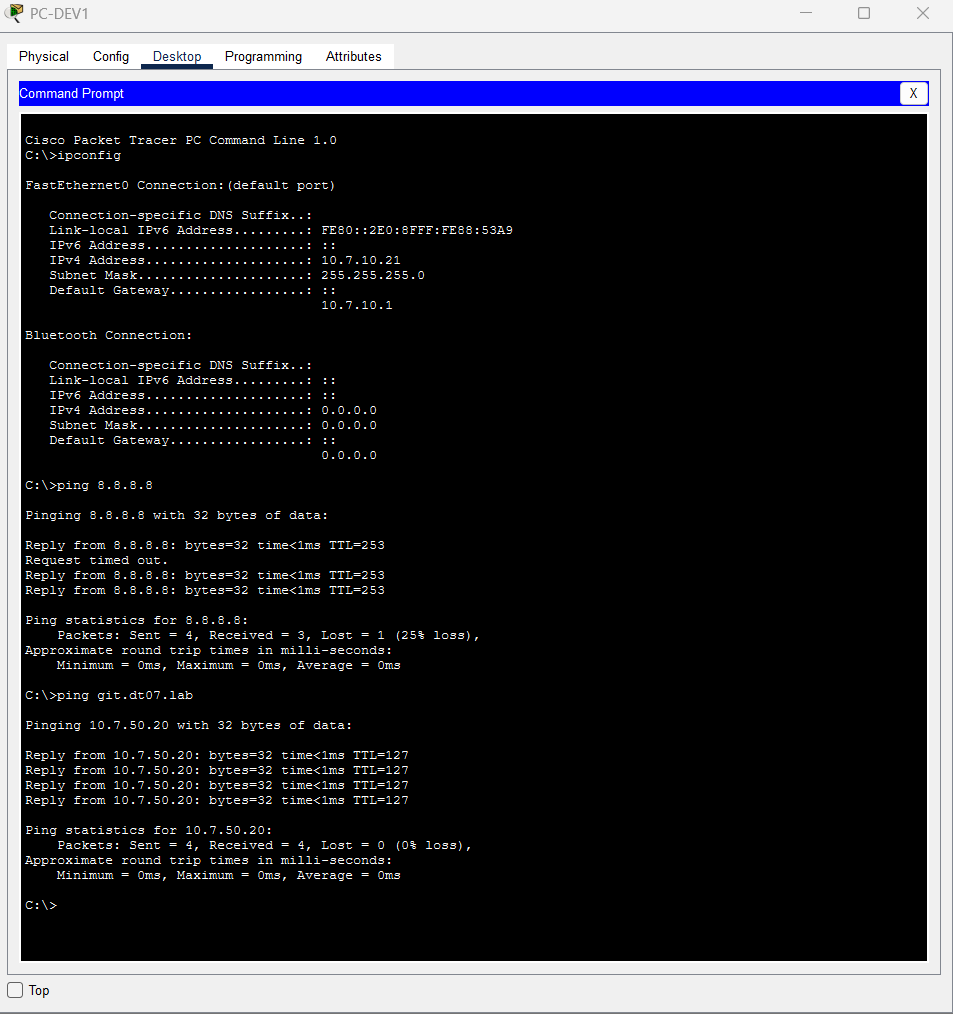 PC-DEV1
Physical Config Desktop Programming Attributes
Command Prompt X
Cisco Packet Tracer PC Command Line 1.0
C:\>ipconfig
FastEthernet0 Connection:(default port)
Connection-specific DNS Suffix..:
Link-local IPv6 Address.........: FE80::2E0:8FFF:FE88:53A9
IPv6 Address....................: ::
IPv4 Address....................: 10.7.10.21
Subnet Mask.....................: 255.255.255.0
Default Gateway.................: ::
10.7.10.1
Bluetooth Connection:
Connection-specific DNS Suffix..:
Link-local IPv6 Address.........: ::
IPv6 Address....................: ::
IPv4 Address....................: 0.0.0.0
Subnet Mask.....................: 0.0.0.0
Default Gateway.................: ::
0.0.0.0
C:\>ping 8.8.8.8
Pinging 8.8.8.8 with 32 bytes of data:
Reply from 8.8.8.8: bytes=32 time<1ms TTL=253
Request timed out.
Reply from 8.8.8.8: bytes=32 time<1ms TTL=253
Reply from 8.8.8.8: bytes=32 time<1ms TTL=253
Ping statistics for 8.8.8.8:
Packets: Sent = 4, Received = 3, Lost = 1 (25% loss),
Approximate round trip times in milli-seconds:
Minimum = 0ms, Maximum = 0ms, Average = 0ms
C:\>ping git.dt07.lab
Pinging 10.7.50.20 with 32 bytes of data:
Reply from 10.7.50.20: bytes=32 time<1ms TTL=127
Reply from 10.7.50.20: bytes=32 time<1ms TTL=127
Reply from 10.7.50.20: bytes=32 time<1ms TTL=127
Reply from 10.7.50.20: bytes=32 time<1ms TTL=127
Ping statistics for 10.7.50.20:
Packets: Sent = 4, Received = 4, Lost = 0 (0% loss),
Approximate round trip times in milli-seconds:
Minimum = 0ms, Maximum = 0ms, Average = 0ms
C:\>
Top